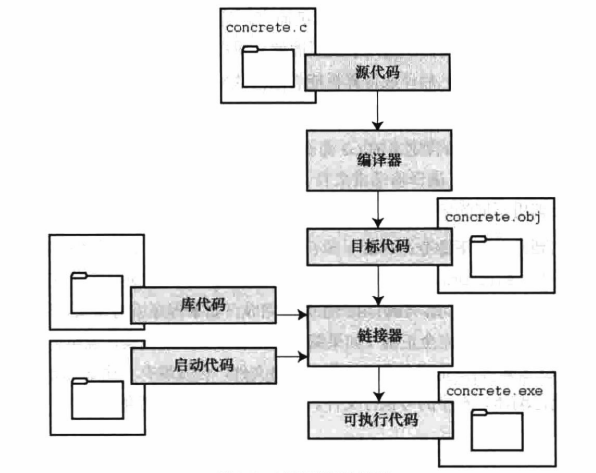 concrete.c
源代码
编译器
concrete.obj
目标代码
库代码
链接器
启动代码
concrete.exe
可执行代码